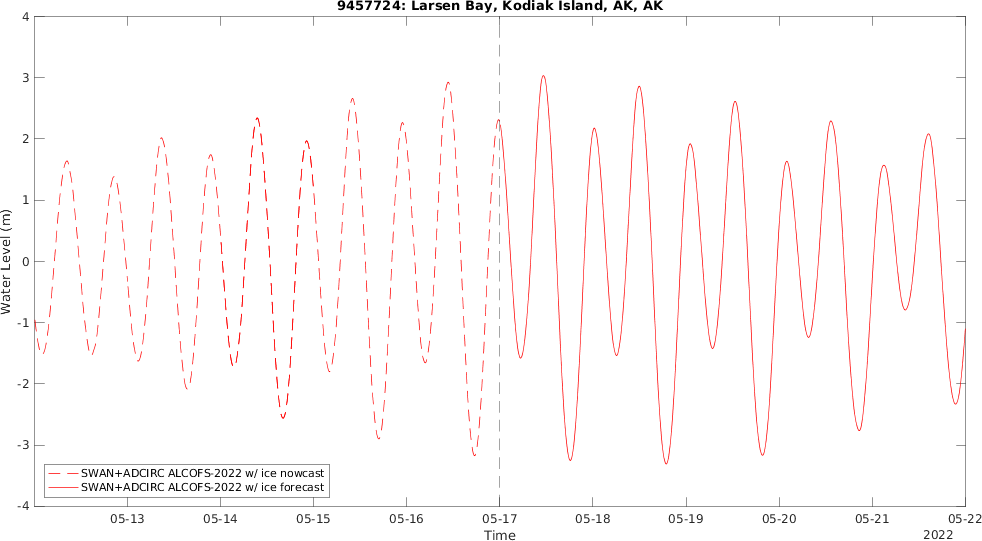 9457724: Larsen Bay, Kodiak Island, AK, AK
4
3
2
1
0
-1
-2
-3
-4
Water Level (m)
SWAN+ADCIRC ALCOFS-2022 w/ ice nowcast
SWAN+ADCIRC ALCOFS-2022 w/ ice forecast
05-13 05-14 05-15 05-16 05-17 05-18 05-19 05-20 05-21 05-22
Time
2022